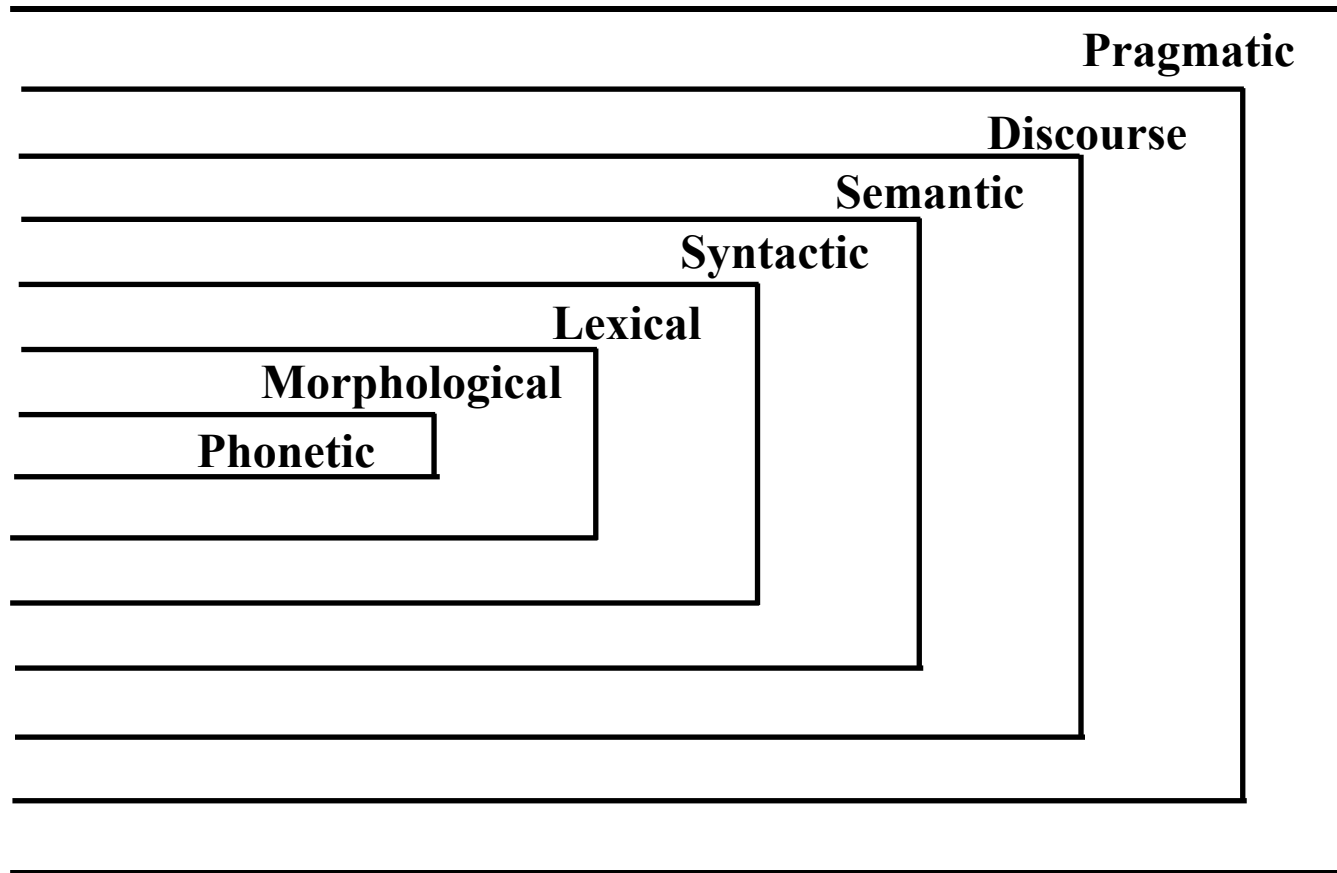 Pragmatic
Discourse
Semantic
Syntactic
Lexical
Morphological
Phonetic